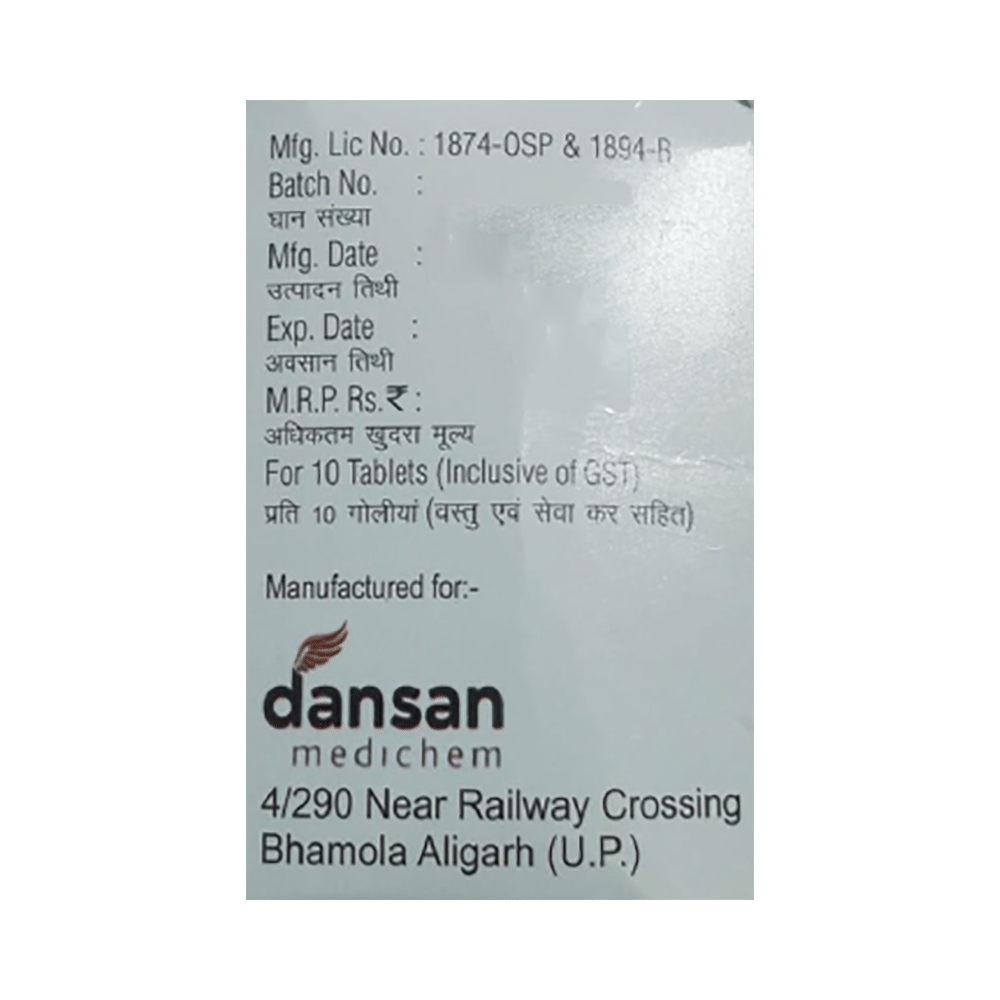 Mfg. Lic No. : 1874-OSP & 1894-B
Batch No. :
घान संख्या
Mfg. Date :
उत्पादन तिथी
Exp. Date :
अवसान तिथी
M.R.P. Rs.₹ :
अधिकतम खुदरा मूल्य
For 10 Tablets (Inclusive of GST)
प्रति 10 गोलीयां (वस्तु एवं सेवा कर सहित)
Manufactured for:-
dansan
medichem
4/290 Near Railway Crossing
Bhamola Aligarh (U.P.)